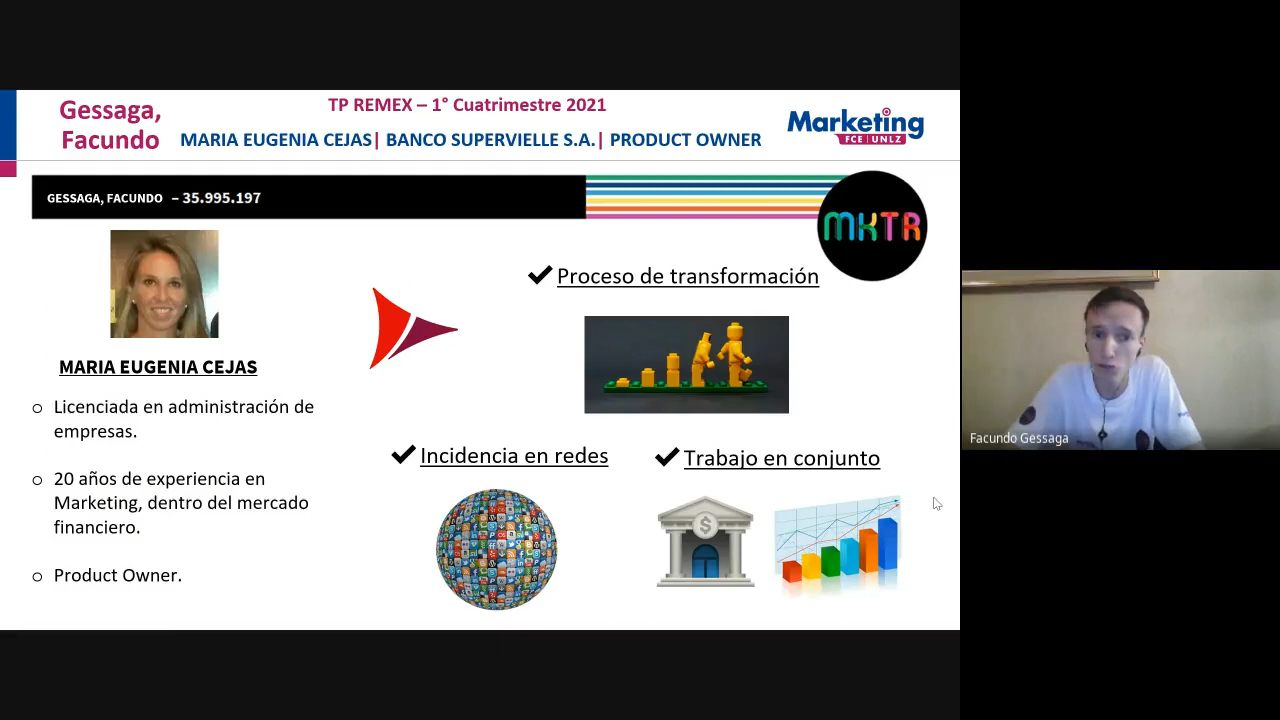 Gessaga,
Facundo
TP REMEX – 1° Cuatrimestre 2021
MARIA EUGENIA CEJAS| BANCO SUPERVIELLE S.A.| PRODUCT OWNER
Marketing
FCE | UNLZ
GESSAGA, FACUNDO – 35.995.197
MKTR
MARIA EUGENIA CEJAS
Licenciada en administración de
empresas.
20 años de experiencia en
Marketing, dentro del mercado
financiero.
Product Owner.
Proceso de transformación
Incidencia en redes
Trabajo en conjunto
$
Facundo Gessaga